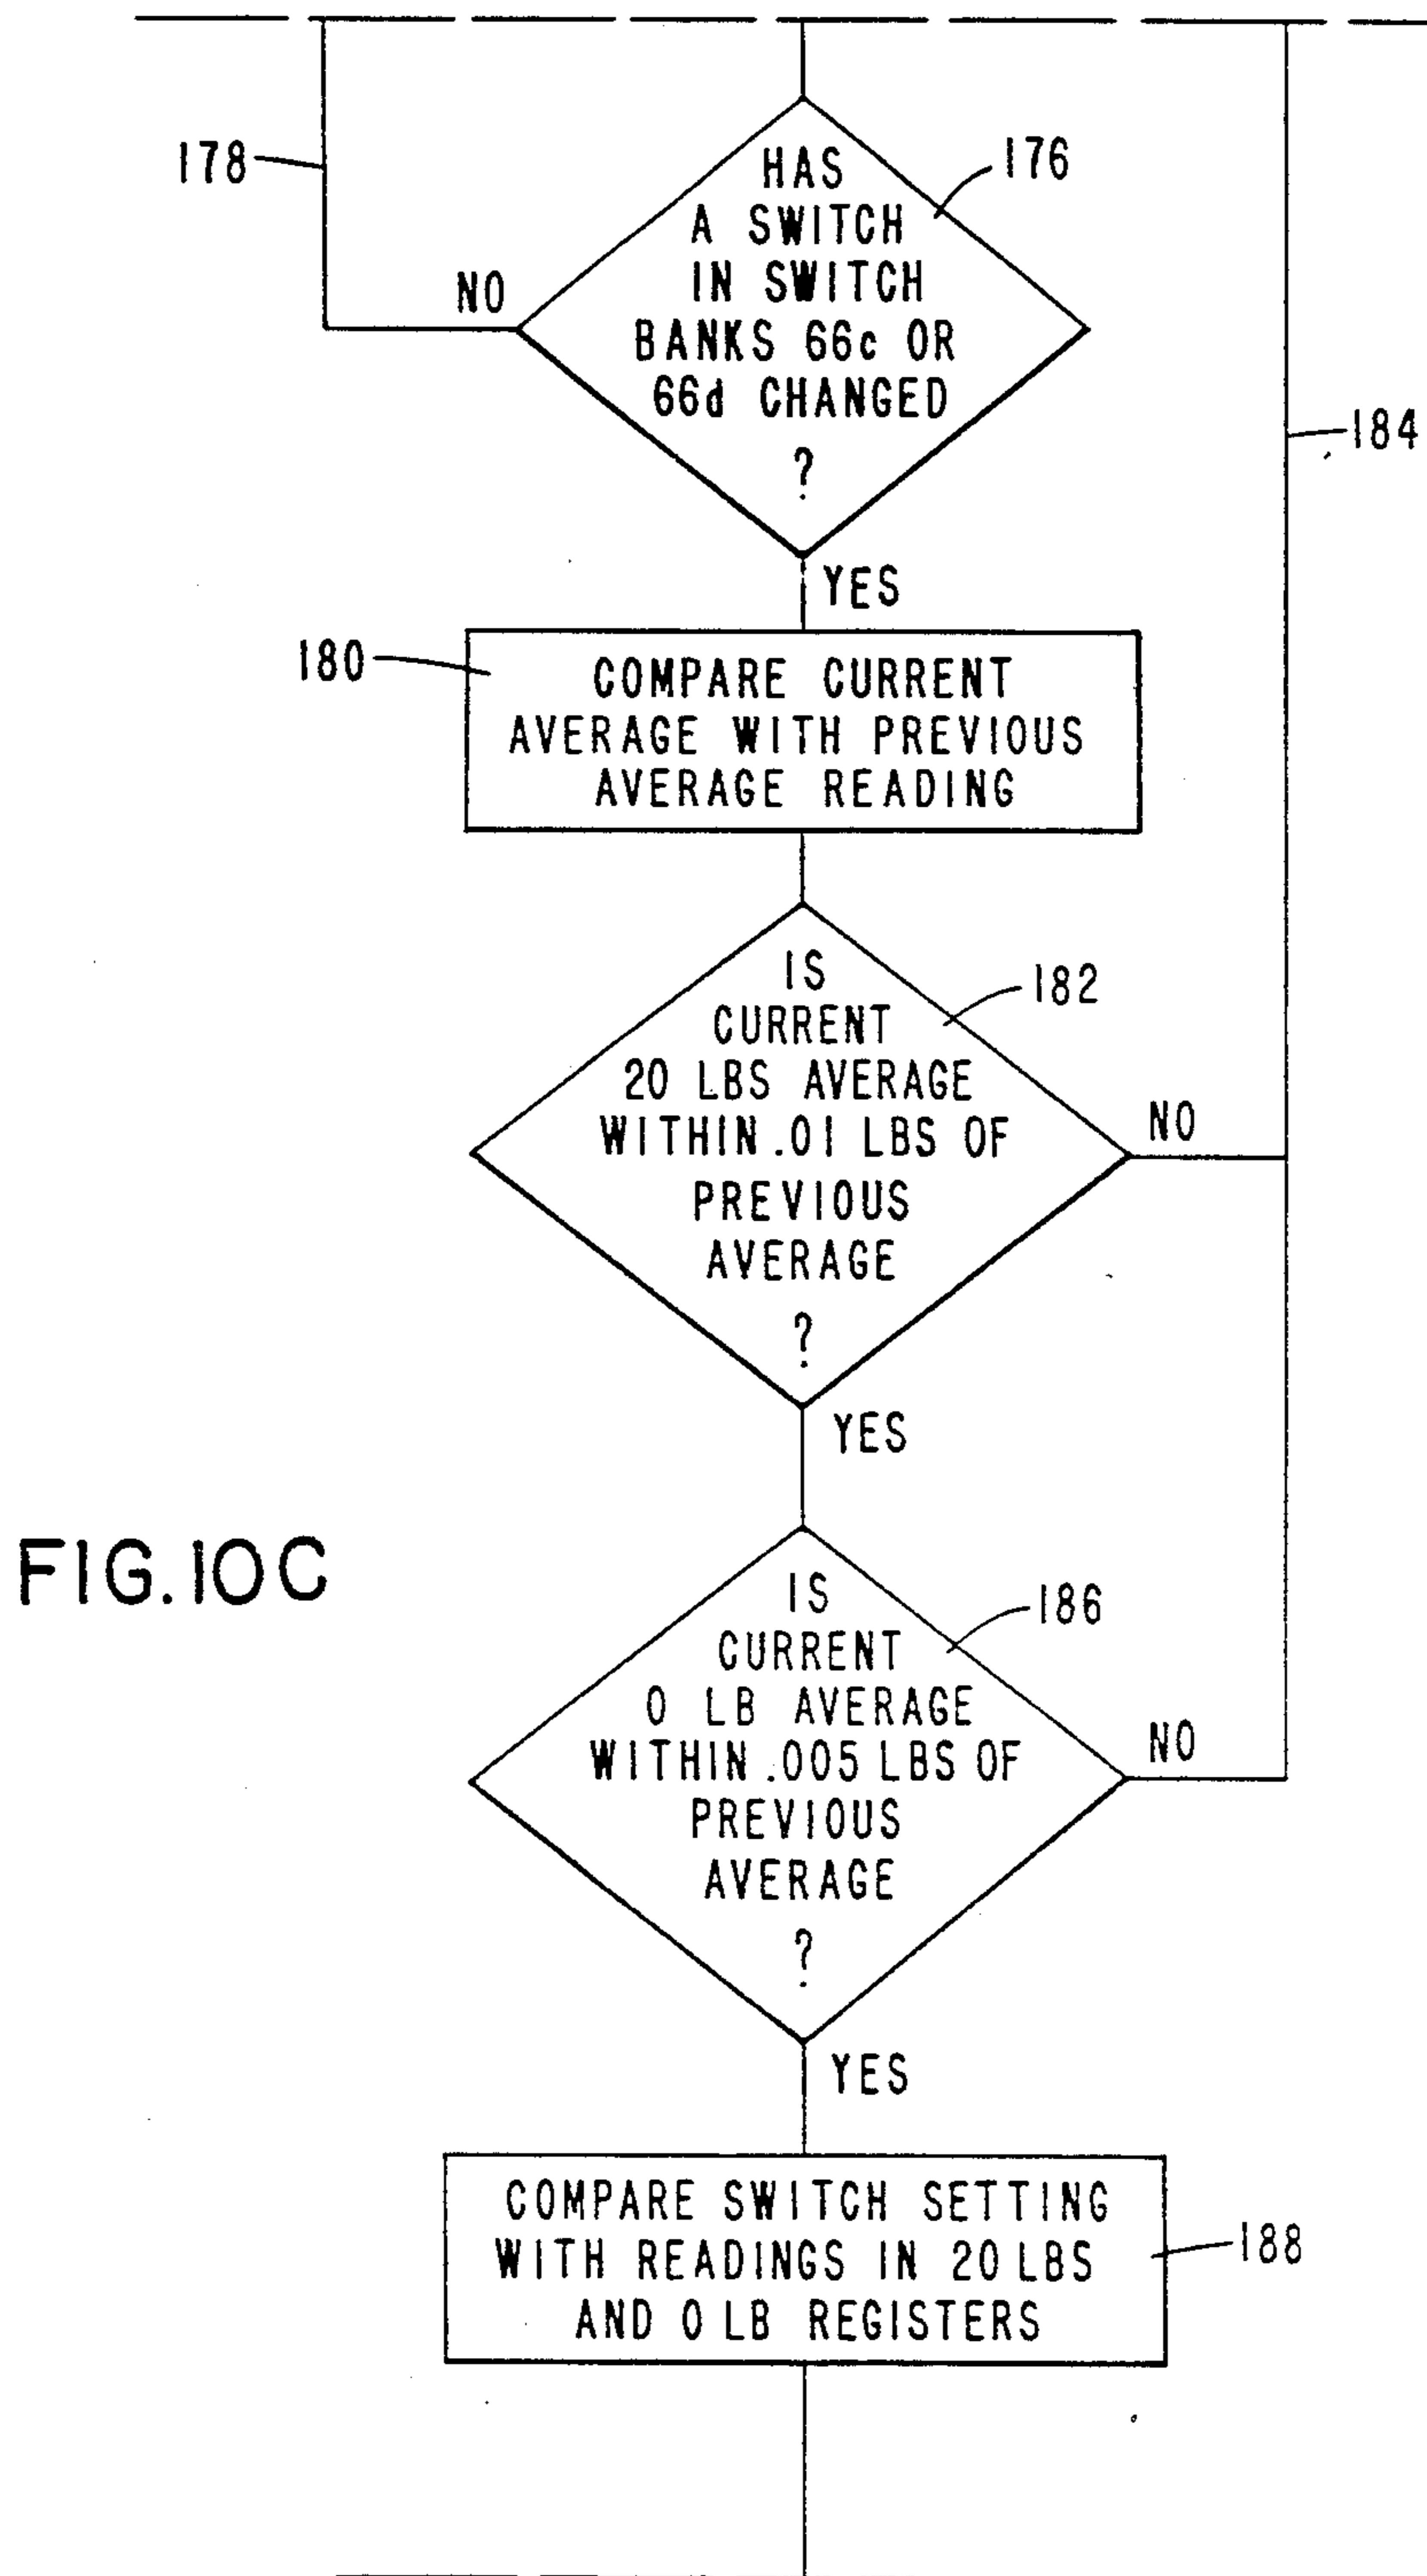 178
176
HAS
A SWITCH
IN SWITCH
BANKS 66c OR
66d CHANGED
?
NO
184
YES
180
COMPARE CURRENT
AVERAGE WITH PREVIOUS
AVERAGE READING
182
IS
CURRENT
20 LBS AVERAGE
WITHIN .01 LBS OF
PREVIOUS
AVERAGE
?
NO
YES
FIG. 10C
186
IS
CURRENT
0 LB AVERAGE
WITHIN .005 LBS OF
PREVIOUS
AVERAGE
?
NO
YES
COMPARE SWITCH SETTING
WITH READINGS IN 20 LBS
AND 0 LB REGISTERS
188